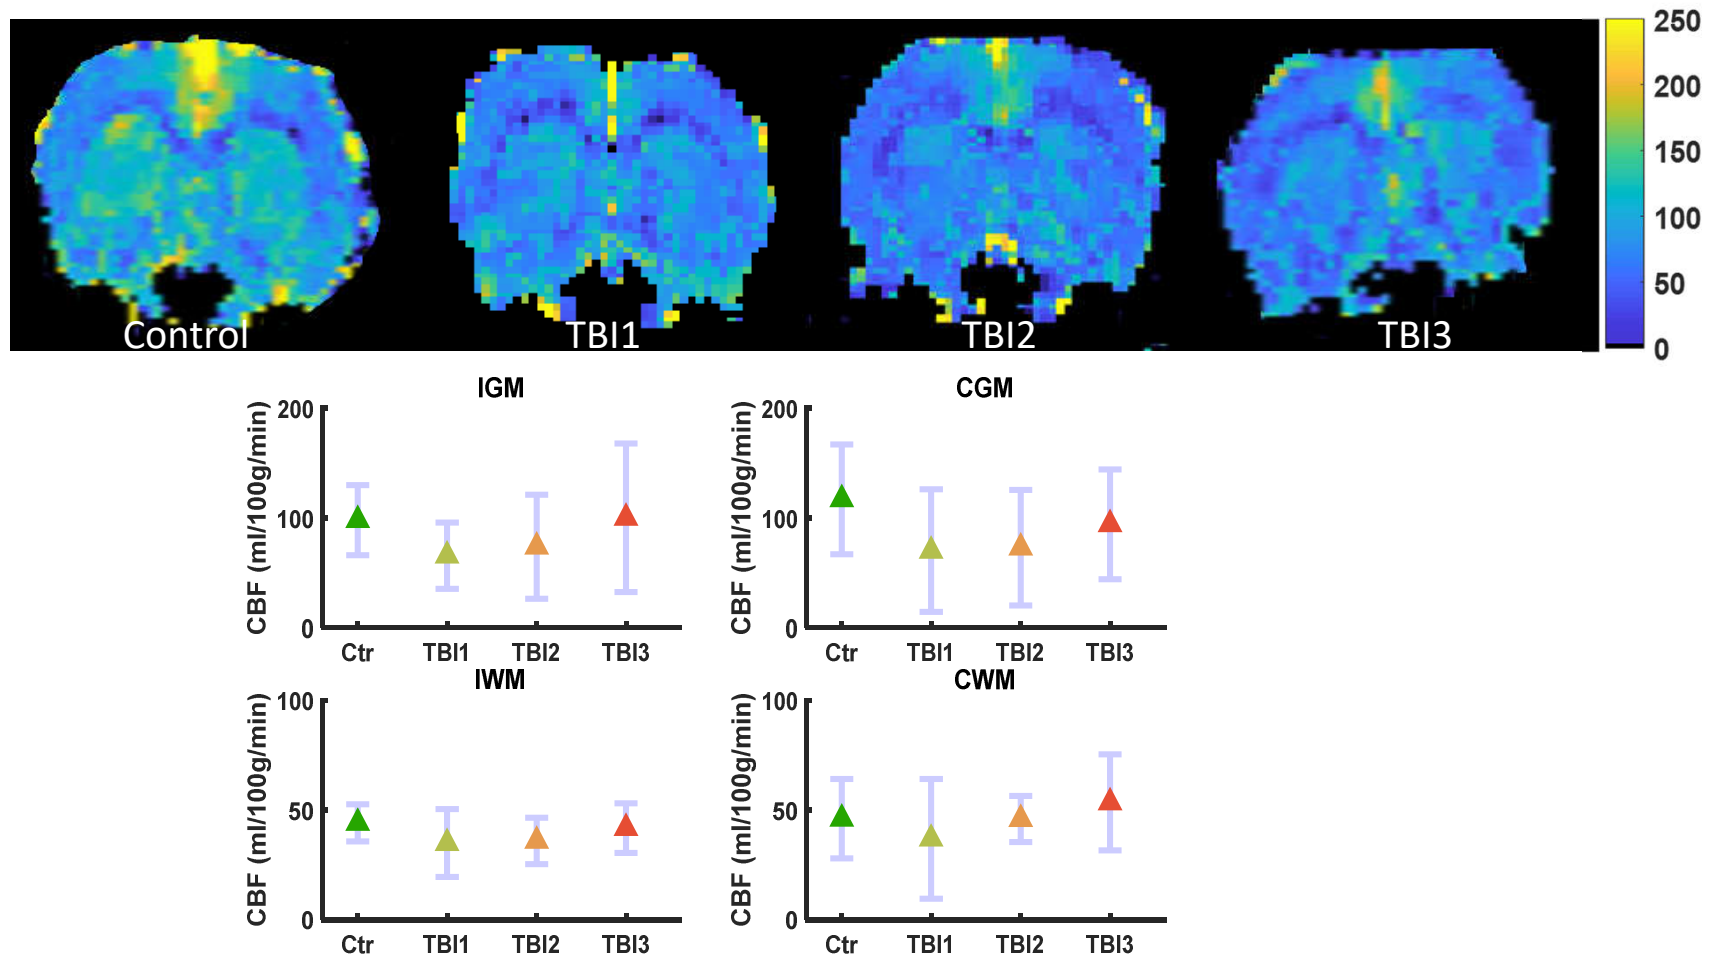 250
200
150
100
50
0
Control TBI1 TBI2 TBI3
IGM
CBF (ml/100g/min)
200
100
0
Ctr TBI1 TBI2 TBI3
CGM
CBF (ml/100g/min)
200
100
0
Ctr TBI1 TBI2 TBI3
IWM
CBF (ml/100g/min)
100
50
0
Ctr TBI1 TBI2 TBI3
CWM
CBF (ml/100g/min)
100
50
0
Ctr TBI1 TBI2 TBI3